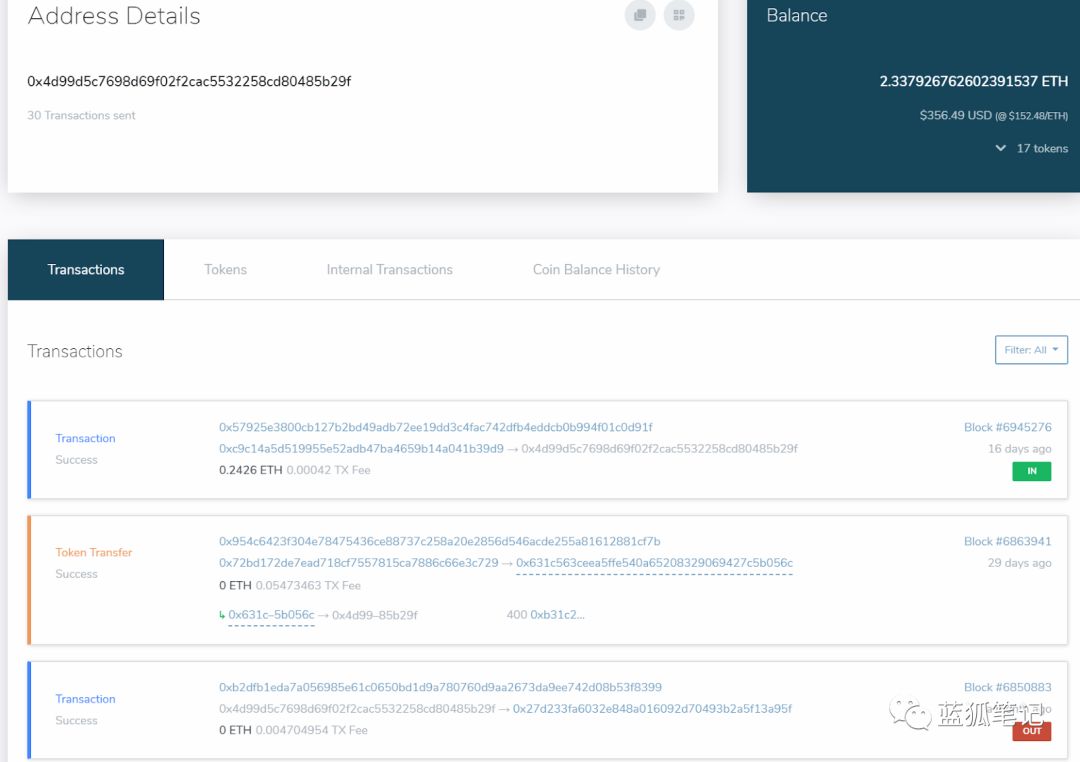 Address Details
Balance
0x4d99d5c7698d69f02f2cac5532258cd80485b29f
2.337926762602391537 ETH
30 Transactions sent
$356.49 USD (@ $152.48/ETH)
17 tokens
Transactions
Tokens
Internal Transactions
Coin Balance History
Transactions
Filter: All
0x57925e3800cb127b2bd49adb72ee19dd3c4fac742dfb4eddcb0b994f01c0d91f
Block #6945276
Transaction
0xc9c14a5d519955e52adb47ba4659b14a041b39d9 → 0x4d99d5c7698d69f02f2cac5532258cd80485b29f
16 days ago
Success
0.2426 ETH 0.00042 TX Fee
IN
0x954c6423f304e78475436ce88737c258a20e2856d546acde255a81612881cf7b
Block #6863941
Token Transfer
0x72bd172de7ead718cf7557815ca7886c66e3c729 → 0x631c563ceea5ffe540a65208329069427c5b056c
29 days ago
Success
0 ETH 0.05473463 TX Fee
0x631c–5b056c → 0x4d99–85b29f
400 0xb31c2...
0xb2dfb1eda7a056985e61c0650bd1d9a780760d9aa2673da9ee742d08b53f8399
Block #6850883
Transaction
0x4d99d5c7698d69f02f2cac5532258cd80485b29f → 0x27d233fa6032e848a016092d70493b2a5f13a95f
蓝狐笔记
Success
0 ETH 0.004704954 TX Fee
OUT